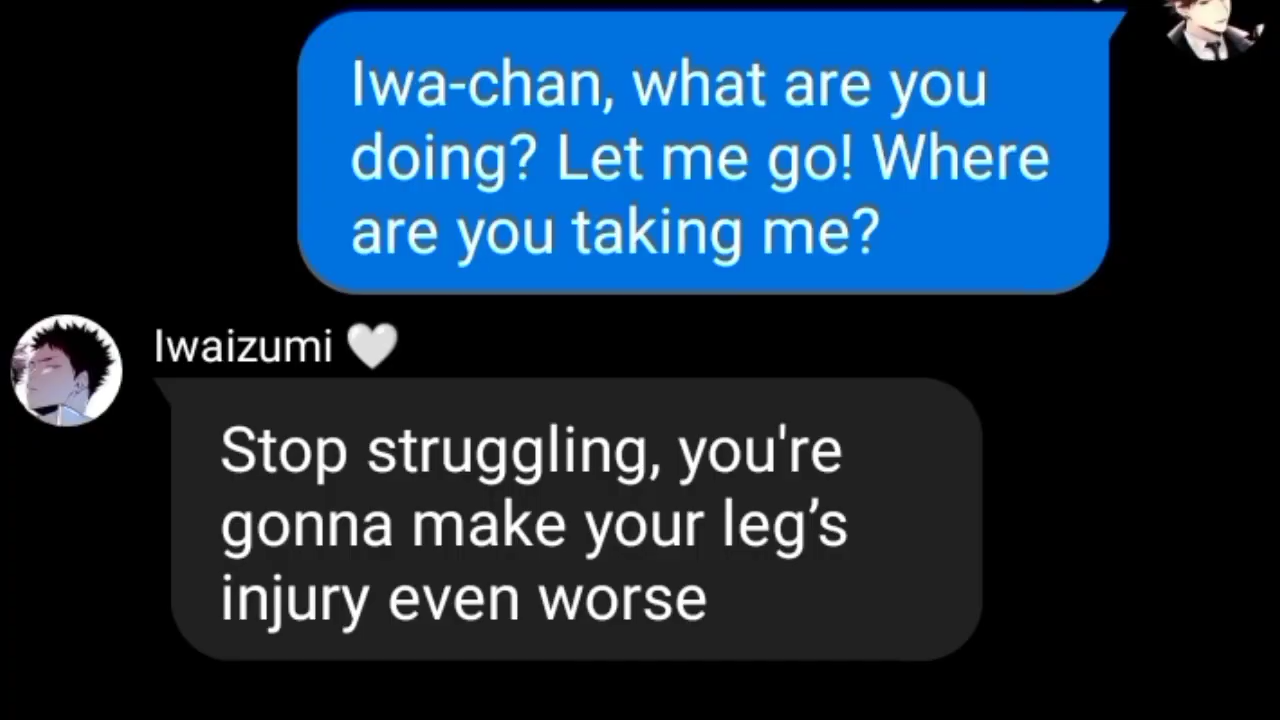 Iwa-chan, what are you
doing? Let me go! Where
are you taking me?
Iwaizumi 🤍
Stop struggling, you're
gonna make your leg’s
injury even worse